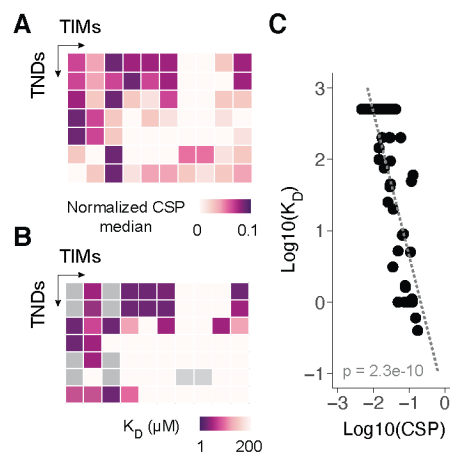 A
TIMs
TNDs
Normalized CSP
median
0
0.1
B
TIMs
TNDs
K_D (µM)
1
200
C
Log10(K_D)
3
2
1
0
−1
p = 2.3e-10
−3
−2
−1
0
Log10(CSP)